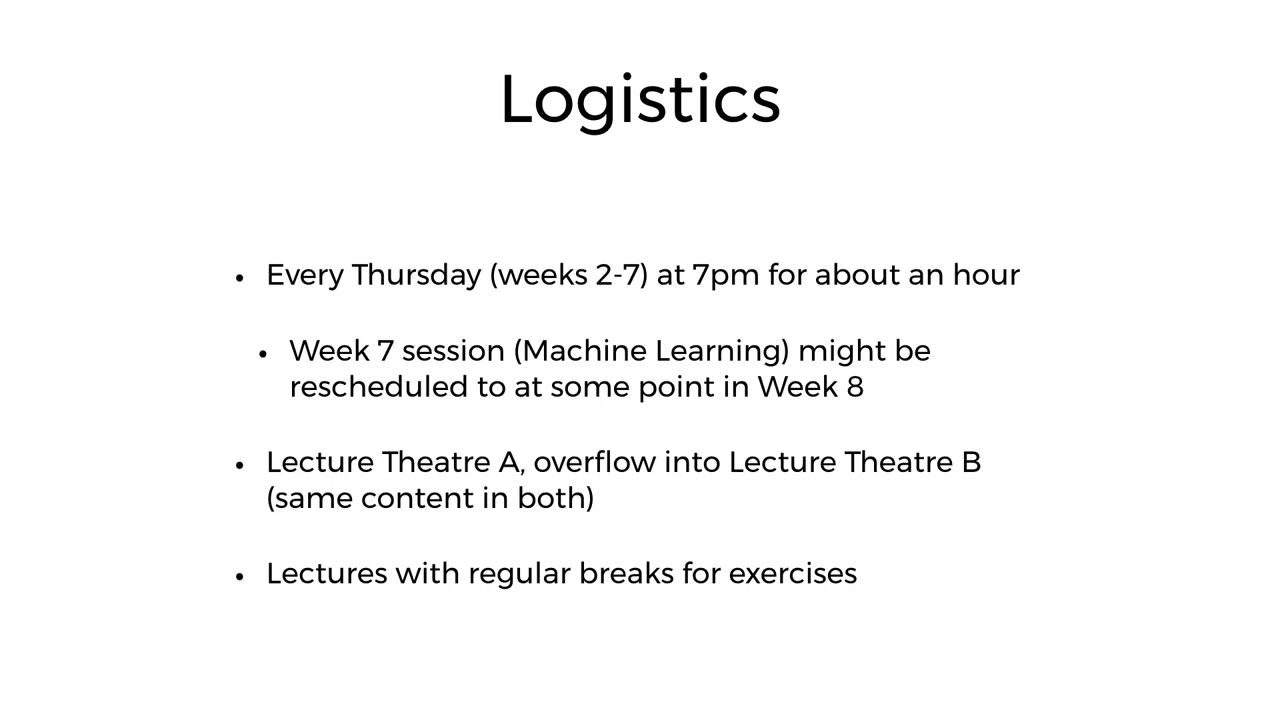 Logistics
• Every Thursday (weeks 2-7) at 7pm for about an hour
• Week 7 session (Machine Learning) might be
rescheduled to at some point in Week 8
• Lecture Theatre A, overflow into Lecture Theatre B
(same content in both)
• Lectures with regular breaks for exercises